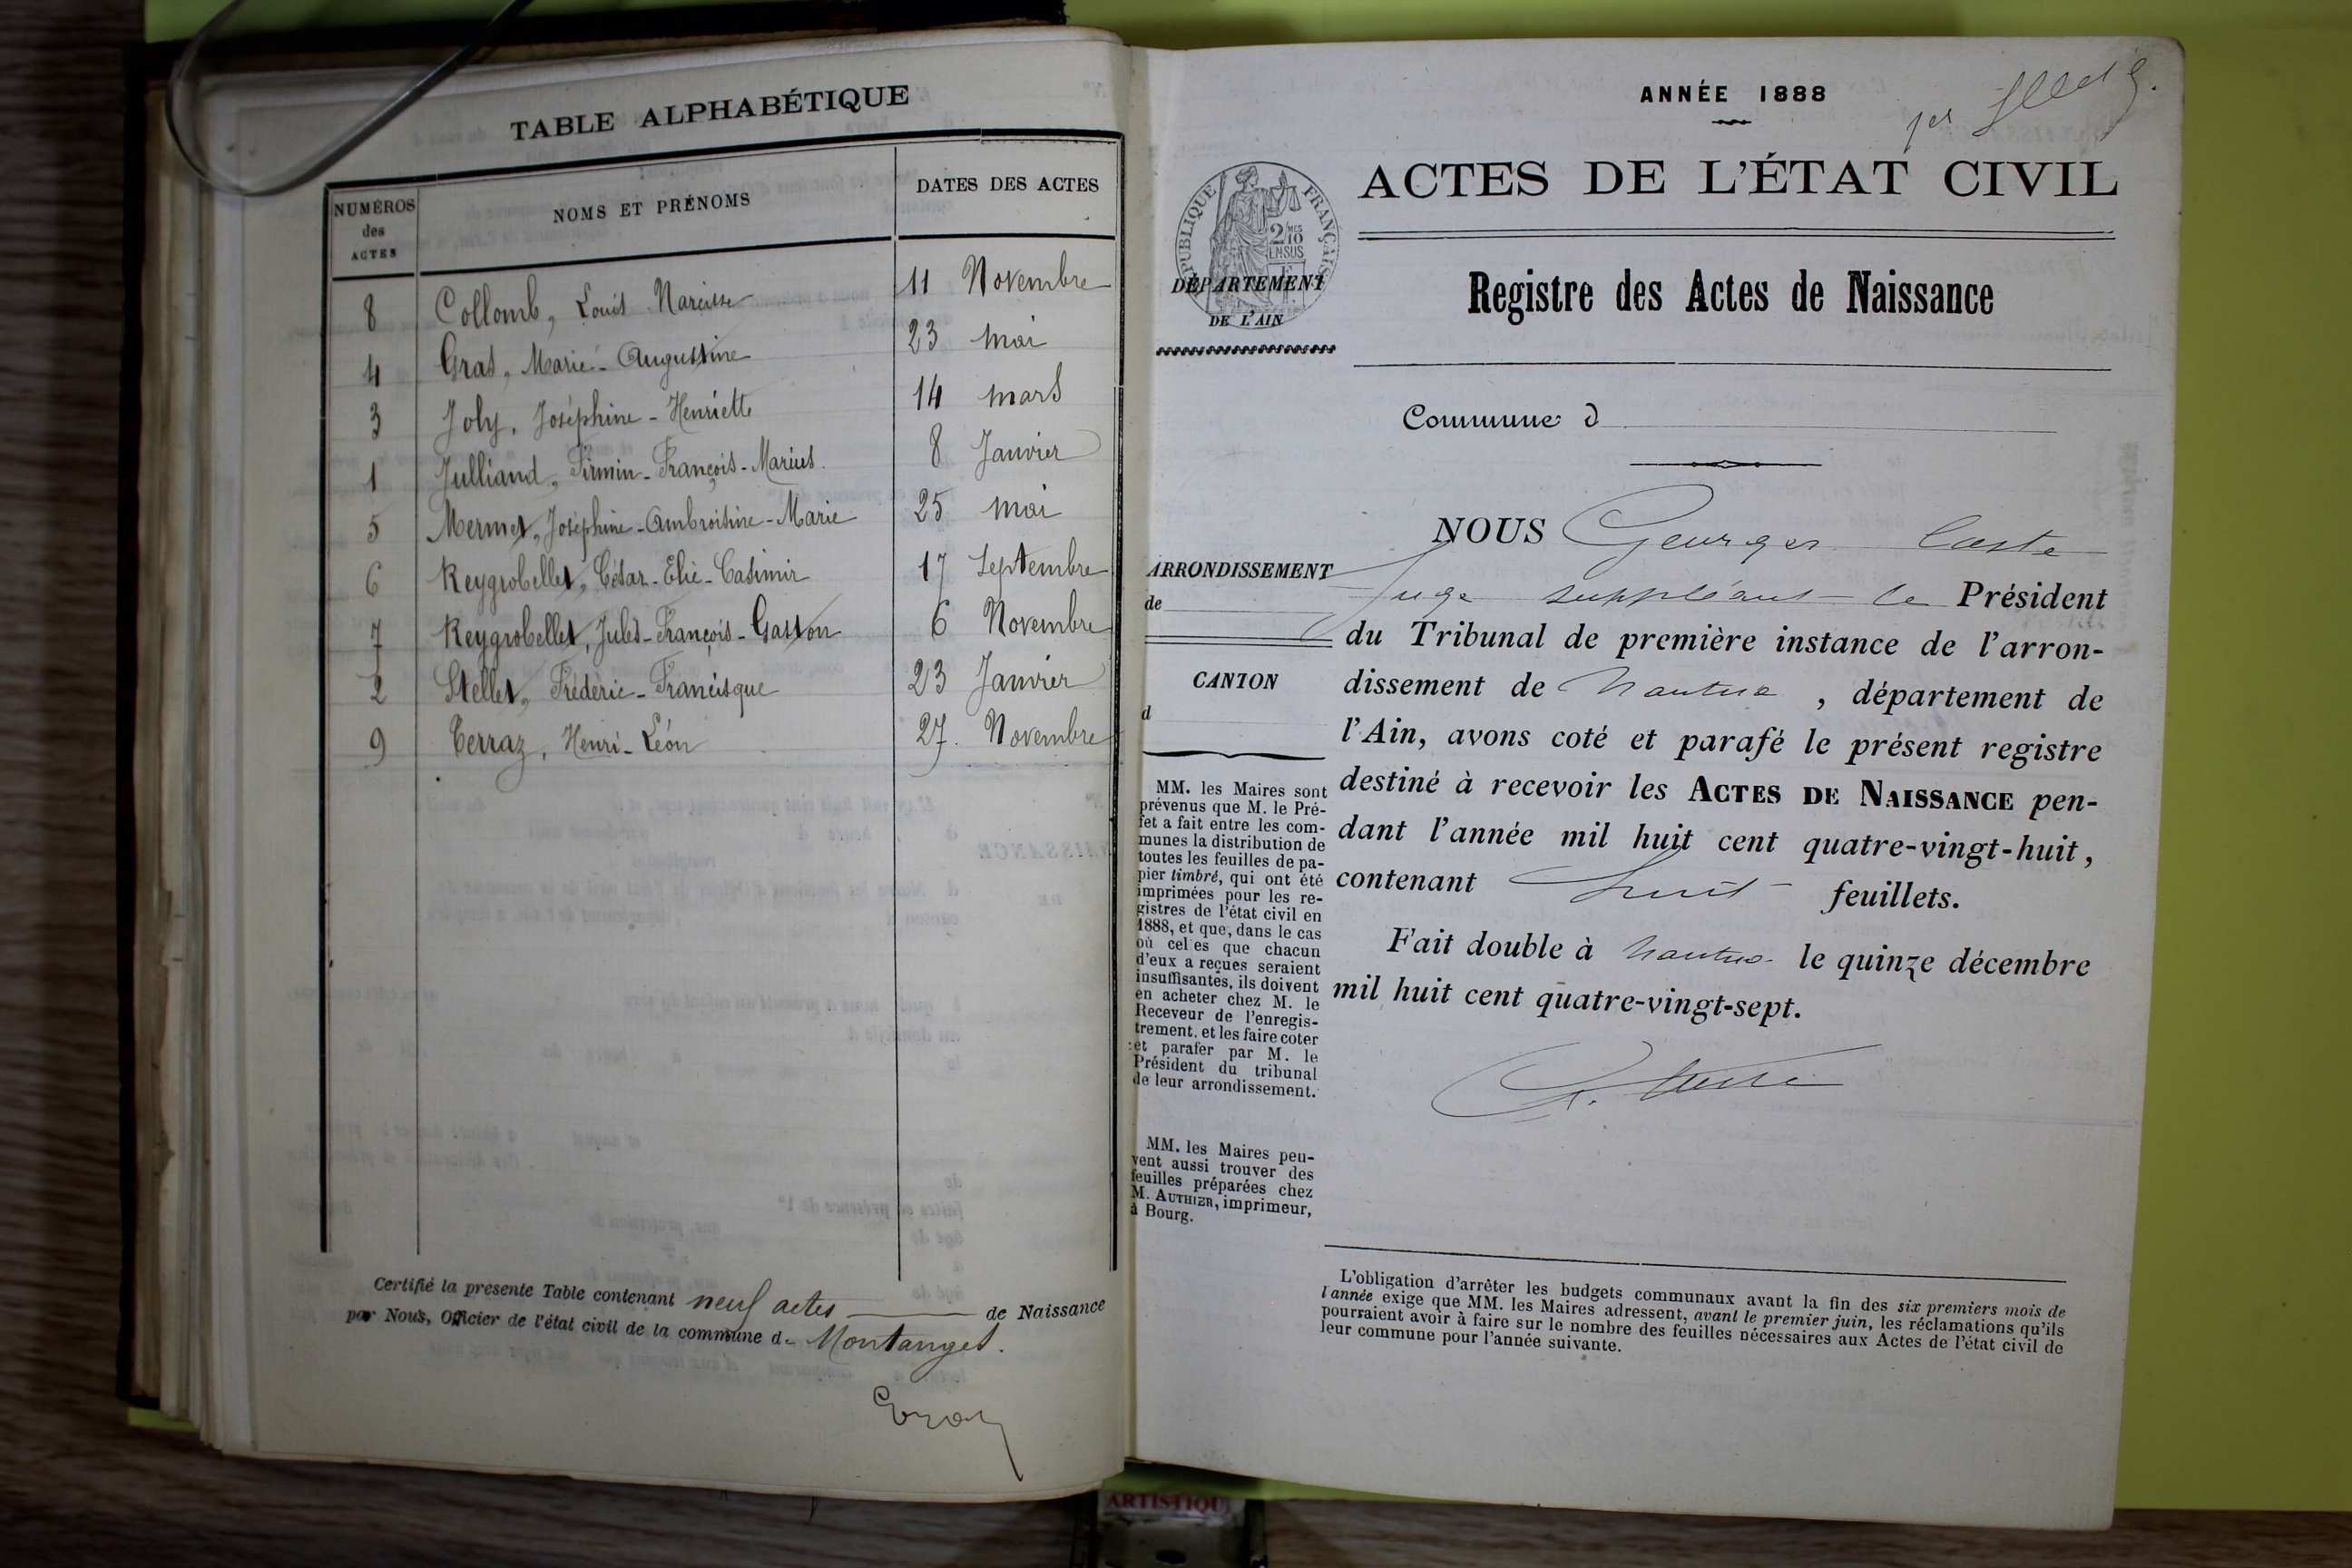 TABLE ALPHABÉTIQUE
NUMÉROS des ACTES NOMS ET PRÉNOMS DATES DES ACTES
8 Collomb, Louis Narcisse 11 Novembre
4 Gras, Marie-Augustine 23 mai
3 Joly, Joséphine-Henriette 14 mars
1 Julliand, Firmin-François-Marius. 8 Janvier
5 Mermet, Joséphine-Ambroisine-Marie 25 mai
6 Reygrobellet, César-Elie-Casimir 17 Septembre
7 Reygrobellet, Jules-François-Gaston 6 Novembre
2 Stellet, Frédéric-Francisque 23 Janvier
9 Terraz, Henri-Léon 27. Novembre
Certifié la présente Table contenant neuf actes de Naissance
par Nous, Officier de l'état civil de la commune de Montanges.
ANNÉE 1888
1er
ACTES DE L'ÉTAT CIVIL
RÉPUBLIQUE FRANÇAISE
2/10
EN SUS
DÉPARTEMENT
DE L'AIN
Registre des Actes de Naissance
Commune d
ARRONDISSEMENT
de
CANTON
d
MM. les Maires sont
prévenus que M. le Pré-
fet a fait entre les com-
munes la distribution de
toutes les feuilles de pa-
pier timbré, qui ont été
imprimées pour les re-
gistres de l'état civil en
1888, et que, dans le cas
où celles que chacun
d'eux a reçues seraient
insuffisantes, ils doivent
en acheter chez M. le
Receveur de l'enregis-
trement, et les faire coter
et parafer par M. le
Président du tribunal
de leur arrondissement.
MM. les Maires peu-
vent aussi trouver des
feuilles préparées chez
M. AUTHIER, imprimeur,
à Bourg.
NOUS Georges Coste
Juge suppléant le Président
du Tribunal de première instance de l'arron-
dissement de Nantua, département de
l'Ain, avons coté et parafé le présent registre
destiné à recevoir les ACTES DE NAISSANCE pen-
dant l'année mil huit cent quatre-vingt-huit,
contenant huit feuillets.
Fait double à Nantua le quinze décembre
mil huit cent quatre-vingt-sept.
G. Coste
L'obligation d'arrêter les budgets communaux avant la fin des six premiers mois de
l'année exige que MM. les Maires adressent, avant le premier juin, les réclamations qu'ils
pourraient avoir à faire sur le nombre des feuilles nécessaires aux Actes de l'état civil de
leur commune pour l'année suivante.
ARTISTIQU